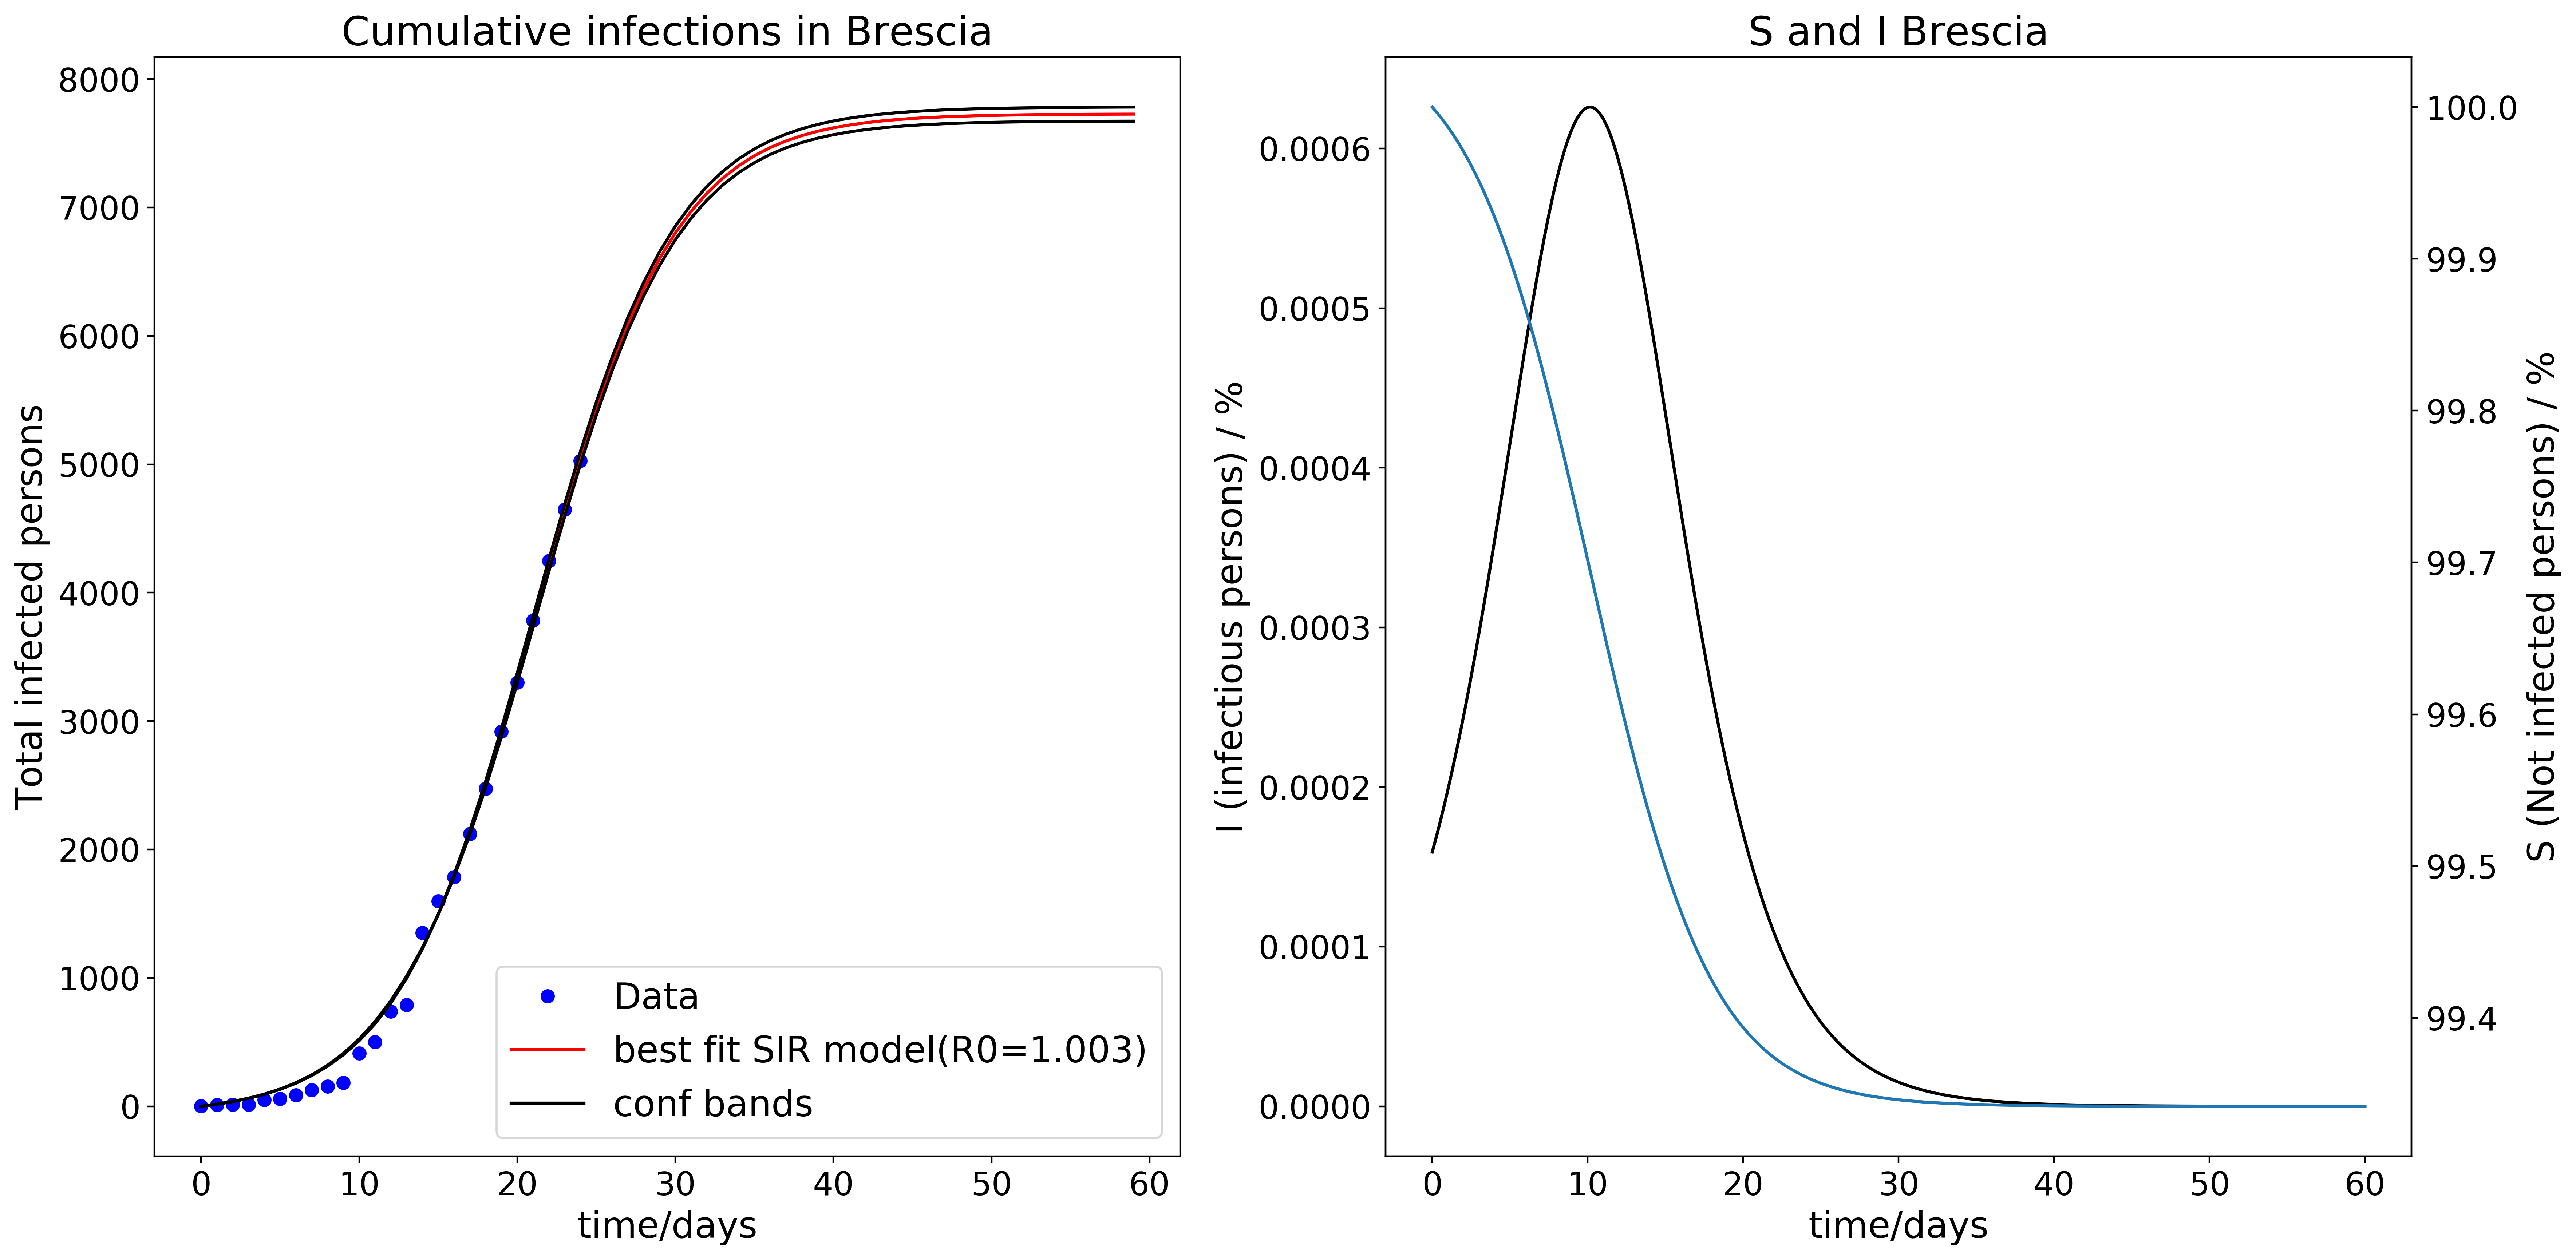 Cumulative infections in Brescia
Total infected persons
8000
7000
6000
5000
4000
3000
2000
1000
0
0 10 20 30 40 50 60
time/days
Data
best fit SIR model(R0=1.003)
conf bands
S and I Brescia
I (infectious persons) / %
0.0006
0.0005
0.0004
0.0003
0.0002
0.0001
0.0000
0 10 20 30 40 50 60
time/days
100.0
99.9
99.8
99.7
99.6
99.5
99.4
S (Not infected persons) / %